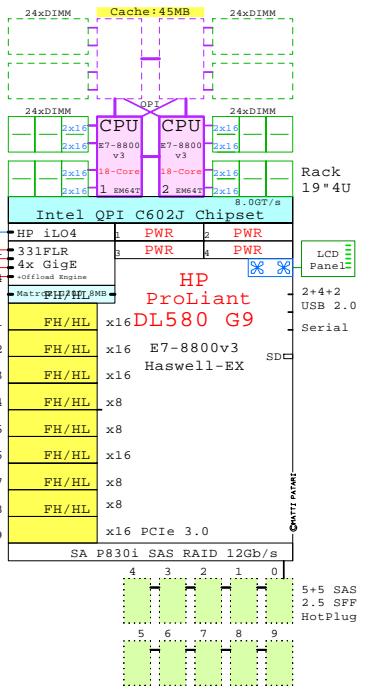 24xDIMM
Cache:45MB
24xDIMM
QPI
24xDIMM
24xDIMM
2x16
CPU
CPU
2x16
2x16
E7-8800
v3
E7-8800
v3
2x16
2x16
18-Core
18-Core
2x16
2x16
1 EM64T
2 EM64T
2x16
Rack
19"4U
8.0GT/s
Intel QPI C602J Chipset
HP iLO4
1 PWR
2 PWR
331FLR
3 PWR
4 PWR
4x GigE
+Offload Engine
LCD
Panel
HP
ProLiant
DL580 G9
2+4+2
USB 2.0
Serial
FH/HL
FH/HL x16
FH/HL x16
FH/HL x16
FH/HL x8
FH/HL x8
FH/HL x16
FH/HL x8
FH/HL x8
x16 PCIe 3.0
E7-8800v3
Haswell-EX
SD
©MATTI PATARI
SA P830i SAS RAID 12Gb/s
4 3 2 1 0
5+5 SAS
2.5 SFF
HotPlug
5 6 7 8 9